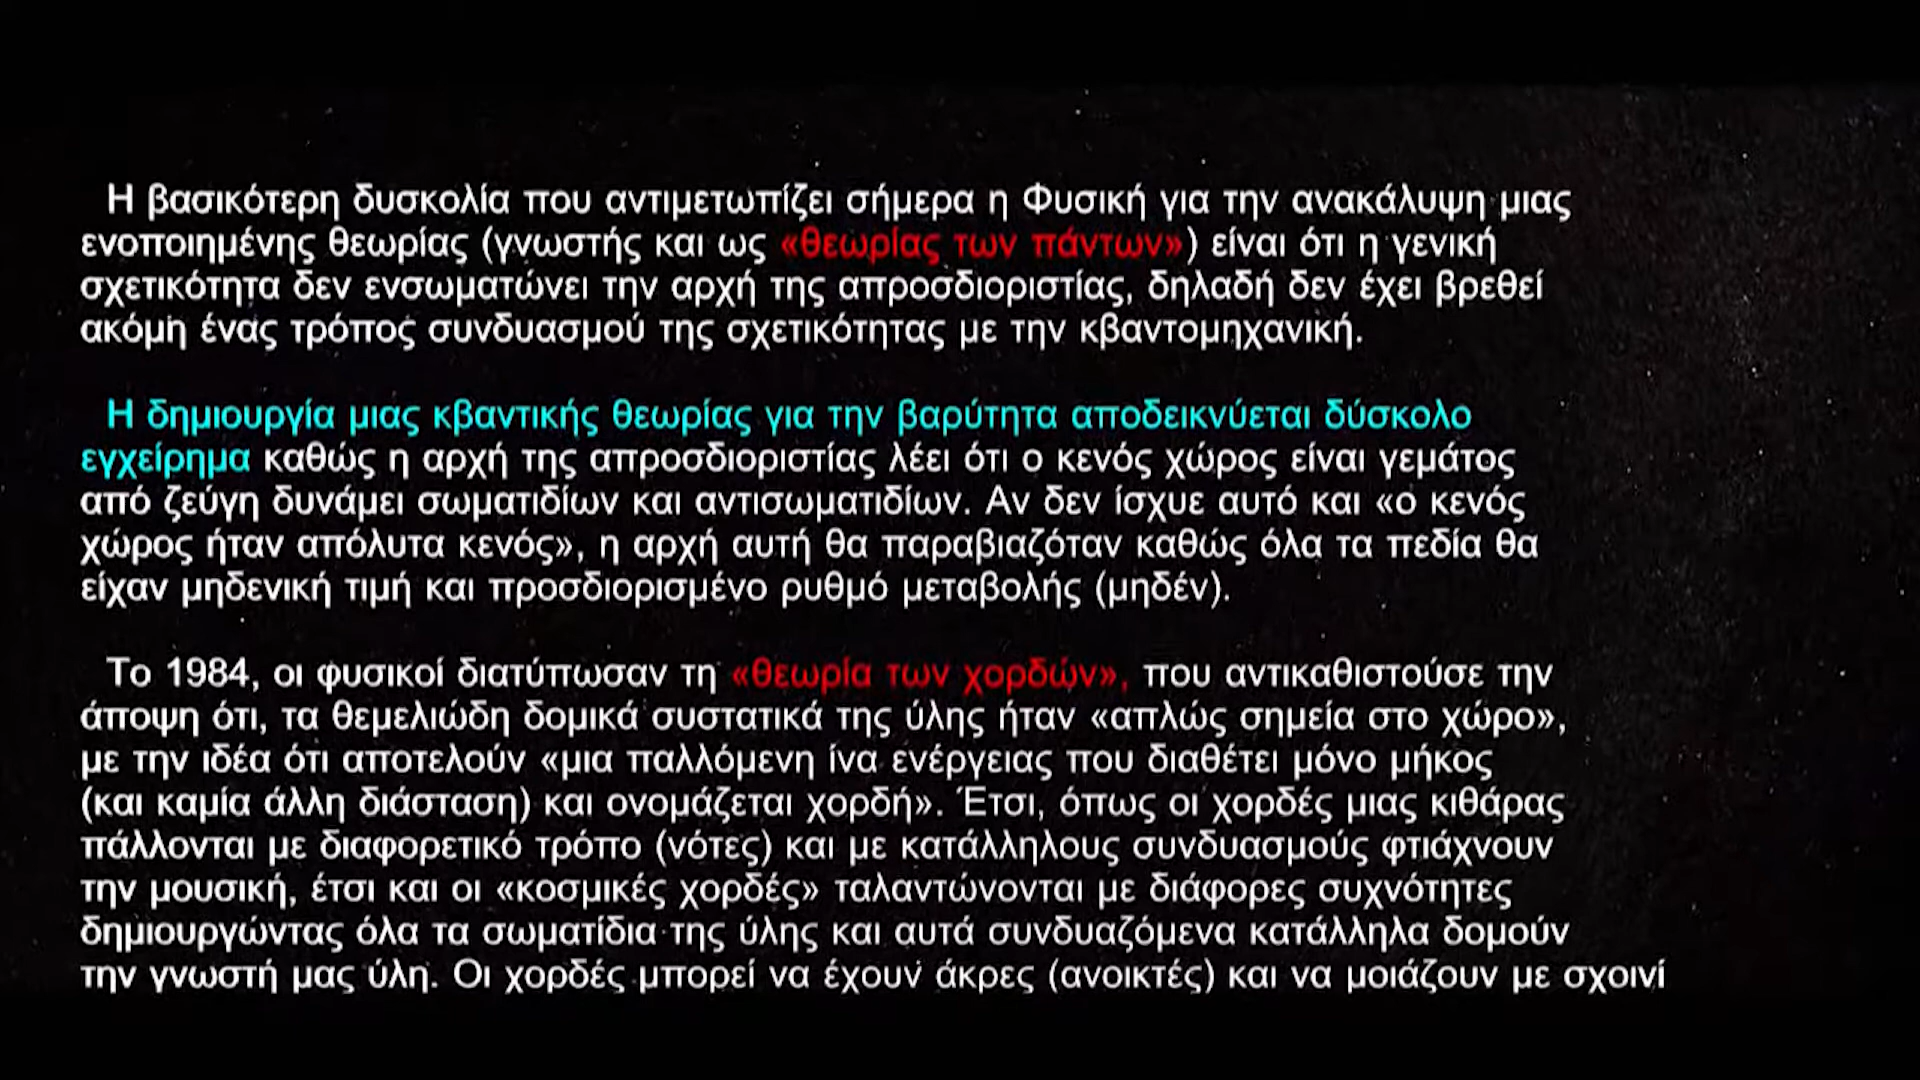 Η βασικότερη δυσκολία που αντιμετωπίζει σήμερα η Φυσική για την ανακάλυψη μιας
ενοποιημένης θεωρίας (γνωστής και ως «θεωρίας των πάντων») είναι ότι η γενική
σχετικότητα δεν ενσωματώνει την αρχή της απροσδιοριστίας, δηλαδή δεν έχει βρεθεί
ακόμη ένας τρόπος συνδυασμού της σχετικότητας με την κβαντομηχανική.
Η δημιουργία μιας κβαντικής θεωρίας για την βαρύτητα αποδεικνύεται δύσκολο
εγχείρημα καθώς η αρχή της απροσδιοριστίας λέει ότι ο κενός χώρος είναι γεμάτος
από ζεύγη δυνάμει σωματιδίων και αντισωματιδίων. Αν δεν ίσχυε αυτό και «ο κενός
χώρος ήταν απόλυτα κενός», η αρχή αυτή θα παραβιαζόταν καθώς όλα τα πεδία θα
είχαν μηδενική τιμή και προσδιορισμένο ρυθμό μεταβολής (μηδέν).
Το 1984, οι φυσικοί διατύπωσαν τη «θεωρία των χορδών», που αντικαθιστούσε την
άποψη ότι, τα θεμελιώδη δομικά συστατικά της ύλης ήταν «απλώς σημεία στο χώρο»,
με την ιδέα ότι αποτελούν «μια παλλόμενη ίνα ενέργειας που διαθέτει μόνο μήκος
(και καμία άλλη διάσταση) και ονομάζεται χορδή». Έτσι, όπως οι χορδές μιας κιθάρας
πάλλονται με διαφορετικό τρόπο (νότες) και με κατάλληλους συνδυασμούς φτιάχνουν
την μουσική, έτσι και οι «κοσμικές χορδές» ταλαντώνονται με διάφορες συχνότητες
δημιουργώντας όλα τα σωματίδια της ύλης και αυτά συνδυαζόμενα κατάλληλα δομούν
την γνωστή μας ύλη. Οι χορδές μπορεί να έχουν άκρες (ανοικτές) και να μοιάζουν με σχοινί